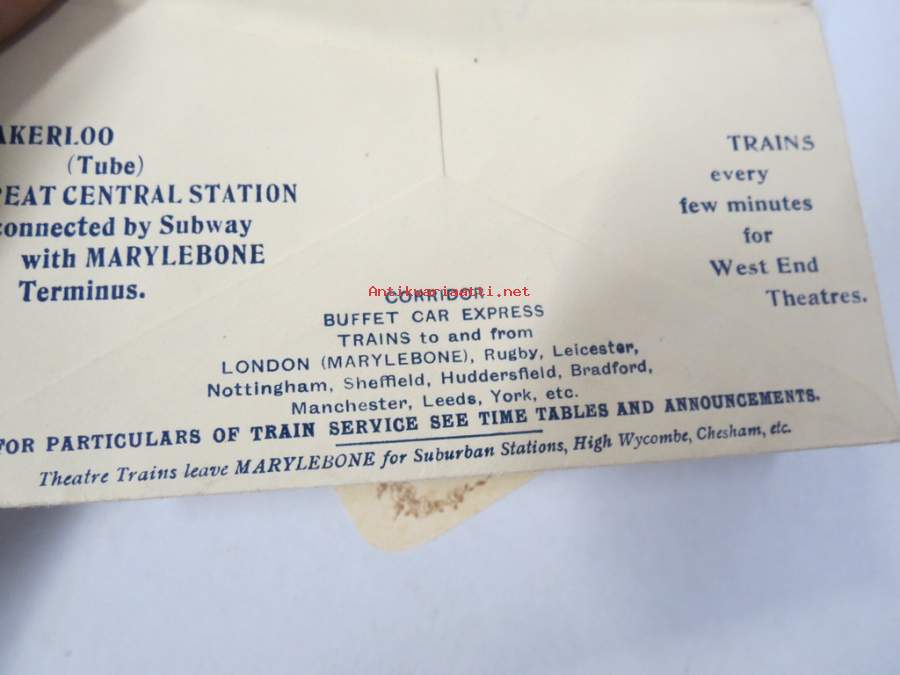 AKERLOO
(Tube)
REAT CENTRAL STATION
connected by Subway
with MARYLEBONE
Terminus.
TRAINS
every
few minutes
for
West End
Theatres.
Antikvariaatti.net
CORRIDOR
BUFFET CAR EXPRESS
TRAINS to and from
LONDON (MARYLEBONE), Rugby, Leicester,
Nottingham, Sheffield, Huddersfield, Bradford,
Manchester, Leeds, York, etc.
FOR PARTICULARS OF TRAIN SERVICE SEE TIME TABLES AND ANNOUNCEMENTS.
Theatre Trains leave MARYLEBONE for Suburban Stations, High Wycombe, Chesham, etc.